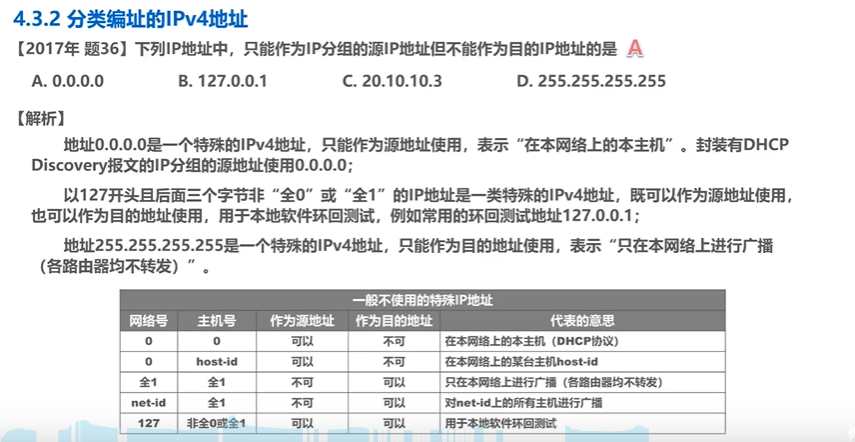 4.3.2 分类编址的IPv4地址
【2017年 题36】下列IP地址中，只能作为IP分组的源IP地址但不能作为目的IP地址的是 A
A. 0.0.0.0 B. 127.0.0.1 C. 20.10.10.3 D. 255.255.255.255
【解析】
地址0.0.0.0是一个特殊的IPv4地址，只能作为源地址使用，表示“在本网络上的本主机”。封装有DHCP
Discovery报文的IP分组的源地址使用0.0.0.0；
以127开头且后面三个字节非“全0”或“全1”的IP地址是一类特殊的IPv4地址，既可以作为源地址使用，
也可以作为目的地址使用，用于本地软件环回测试，例如常用的环回测试地址127.0.0.1；
地址255.255.255.255是一个特殊的IPv4地址，只能作为目的地址使用，表示“只在本网络上进行广播
（各路由器均不转发）”。
一般不使用的特殊IP地址
网络号 主机号 作为源地址 作为目的地址 代表的意思
0 0 可以 不可 在本网络上的本主机（DHCP协议）
0 host-id 可以 不可 在本网络上的某台主机host-id
全1 全1 不可 可以 只在本网络上进行广播（各路由器均不转发）
net-id 全1 不可 可以 对net-id上的所有主机进行广播
127 非全0或全1 可以 可以 用于本地软件环回测试